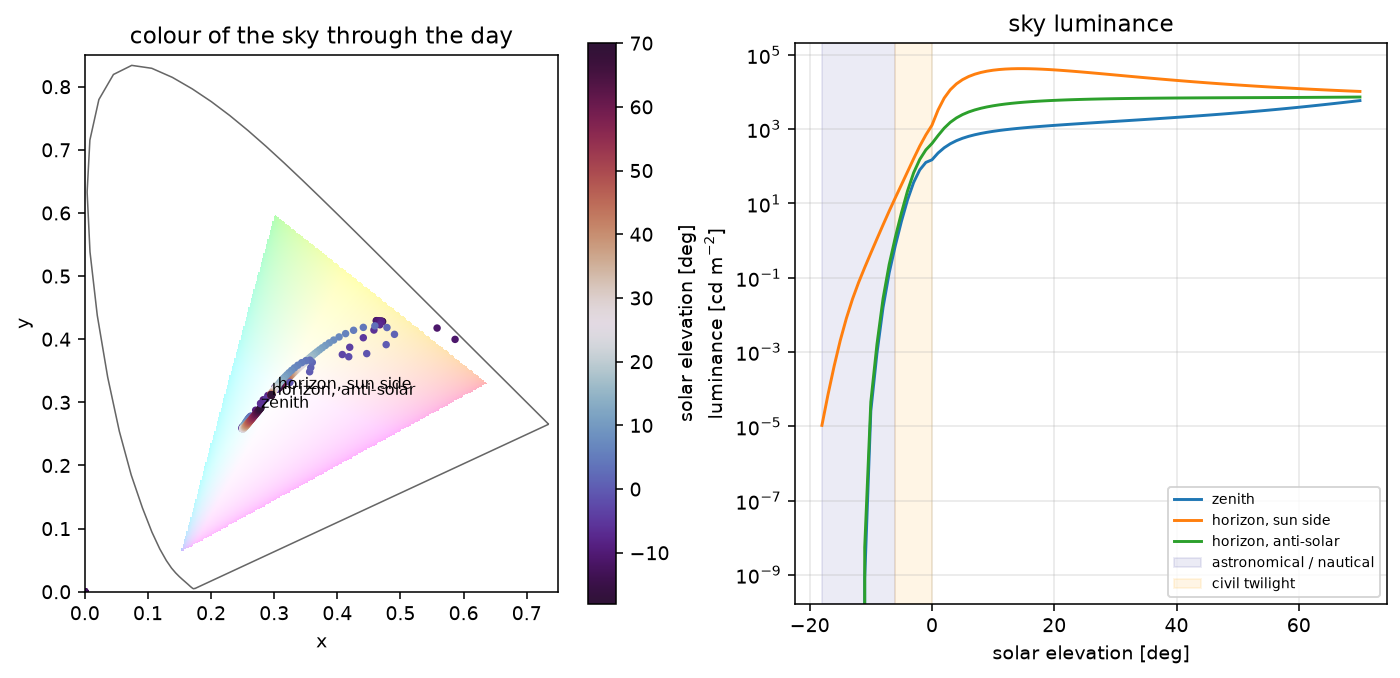 colour of the sky through the day
0.8
0.7
0.6
0.5
0.4
0.3
0.2
0.1
0.0
y
0.0 0.1 0.2 0.3 0.4 0.5 0.6 0.7
x
horizon, sun side
horizon, anti-solar
zenith
70
60
50
40
30
20
10
0
−10
solar elevation [deg]
sky luminance
luminance [cd m−2]
10^5
10^3
10^1
10^−1
10^−3
10^−5
10^−7
10^−9
−20 0 20 40 60
solar elevation [deg]
zenith
horizon, sun side
horizon, anti-solar
astronomical / nautical
civil twilight